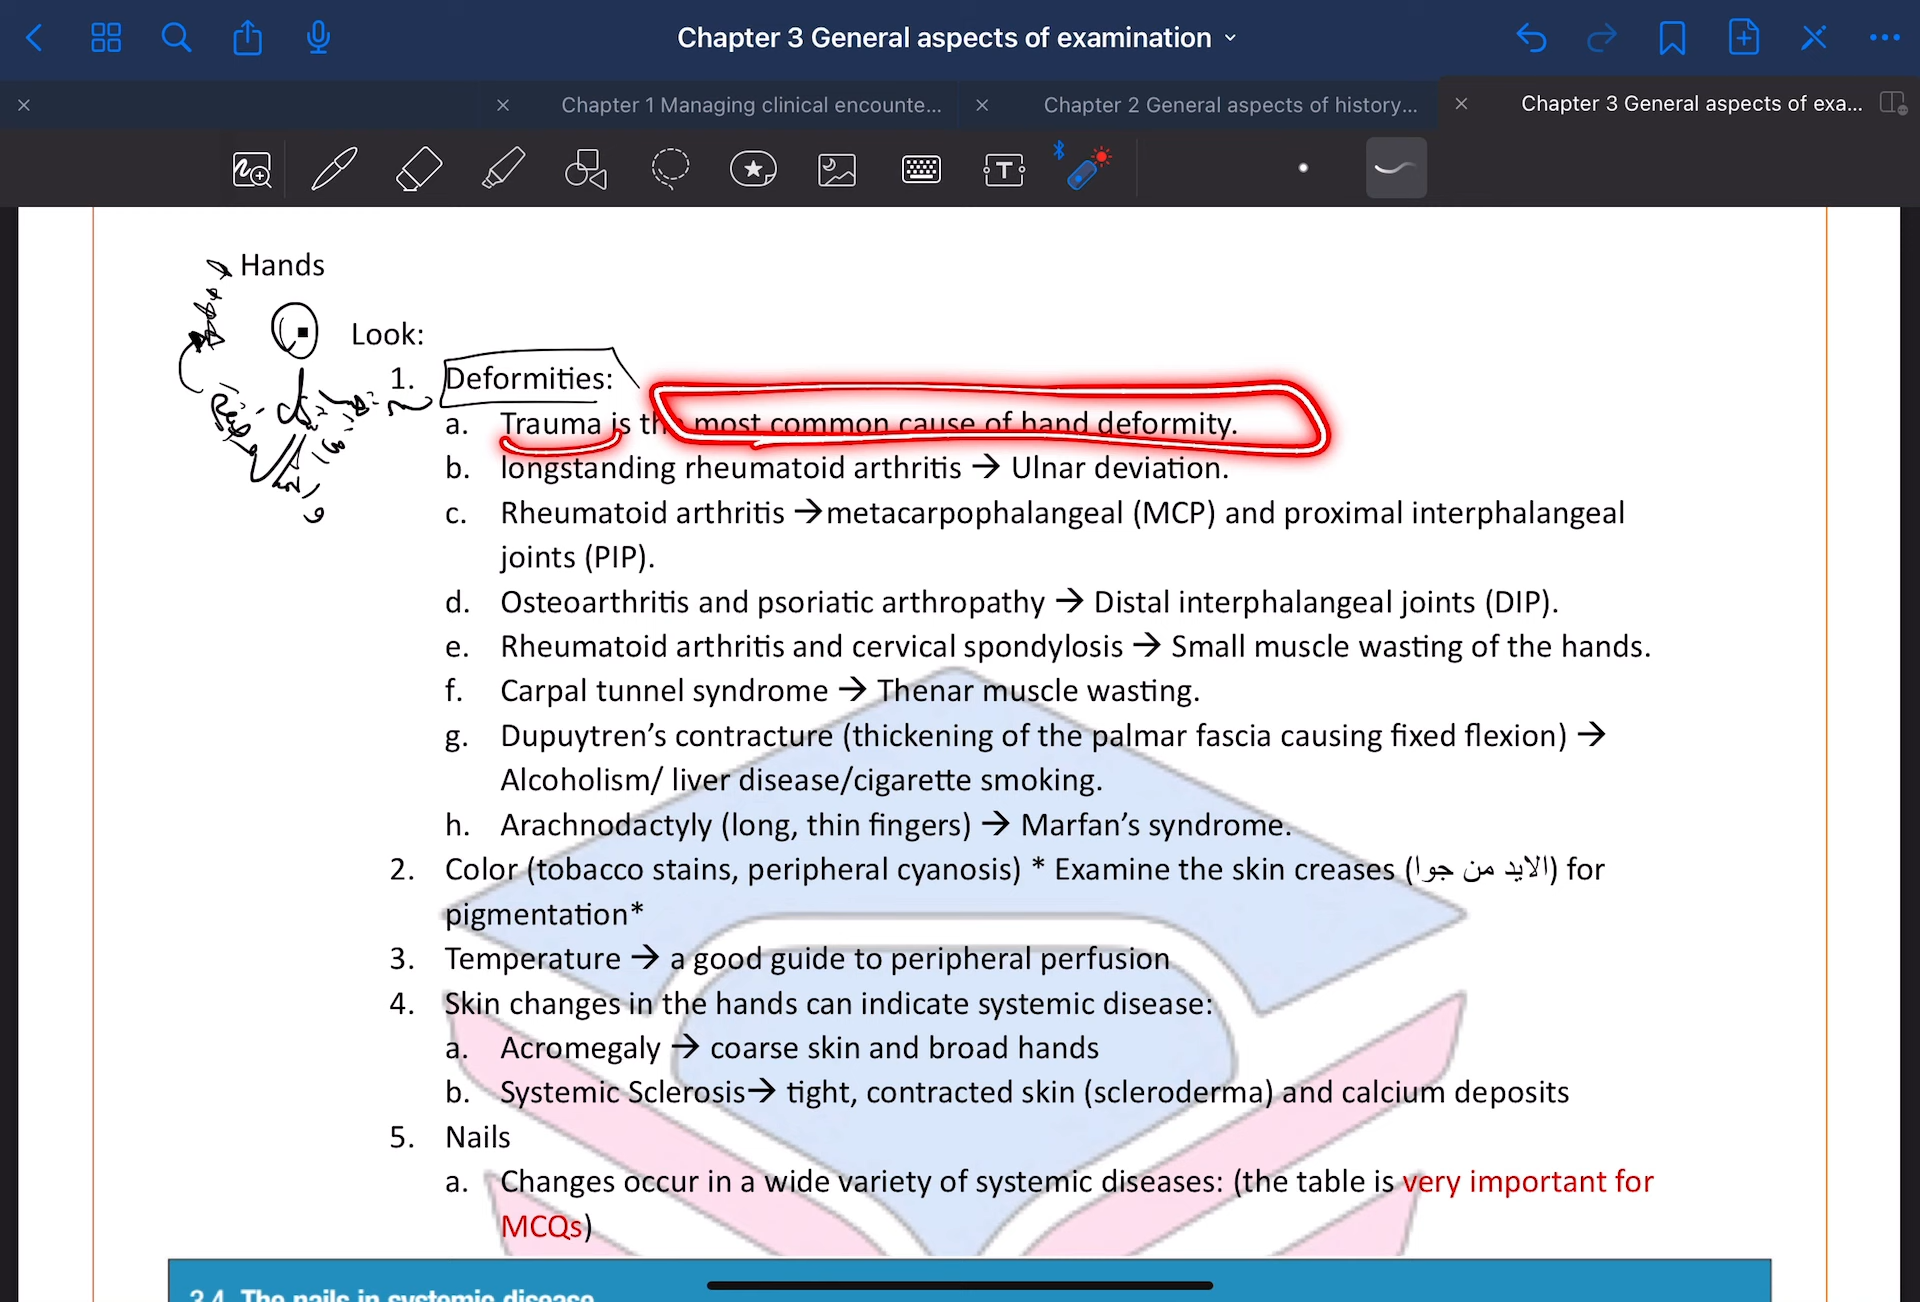 Chapter 3 General aspects of examination
Chapter 1 Managing clinical encounte...
Chapter 2 General aspects of history...
Chapter 3 General aspects of exa...
Hands
Look:
1. Deformities:
a. Trauma is the most common cause of hand deformity.
b. longstanding rheumatoid arthritis → Ulnar deviation.
c. Rheumatoid arthritis →metacarpophalangeal (MCP) and proximal interphalangeal
joints (PIP).
d. Osteoarthritis and psoriatic arthropathy → Distal interphalangeal joints (DIP).
e. Rheumatoid arthritis and cervical spondylosis → Small muscle wasting of the hands.
f. Carpal tunnel syndrome → Thenar muscle wasting.
g. Dupuytren’s contracture (thickening of the palmar fascia causing fixed flexion) →
Alcoholism/ liver disease/cigarette smoking.
h. Arachnodactyly (long, thin fingers) → Marfan’s syndrome.
2. Color (tobacco stains, peripheral cyanosis) * Examine the skin creases (الايد من جوا) for
pigmentation*
3. Temperature → a good guide to peripheral perfusion
4. Skin changes in the hands can indicate systemic disease:
a. Acromegaly → coarse skin and broad hands
b. Systemic Sclerosis→ tight, contracted skin (scleroderma) and calcium deposits
5. Nails
a. Changes occur in a wide variety of systemic diseases: (the table is very important for
MCQs)
3.4 The nails in systemic disease